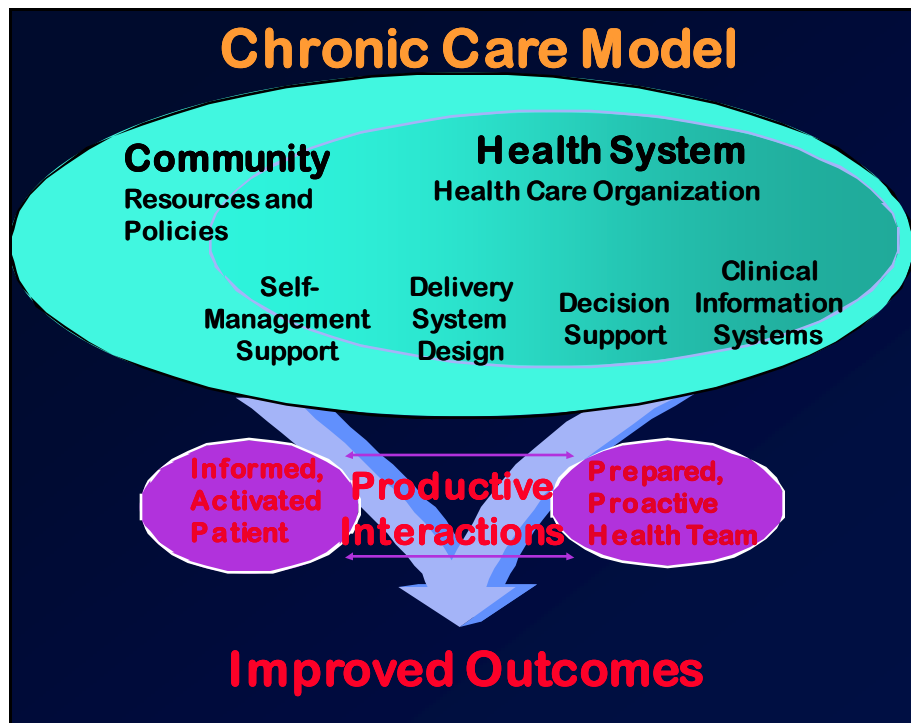 Chronic Care Model
Community
Resources and
Policies
Health System
Health Care Organization
Self-
Management
Support
Delivery
System
Design
Decision
Support
Clinical
Information
Systems
Informed,
Activated
Patient
Productive
Interactions
Prepared,
Proactive
Health Team
Improved Outcomes